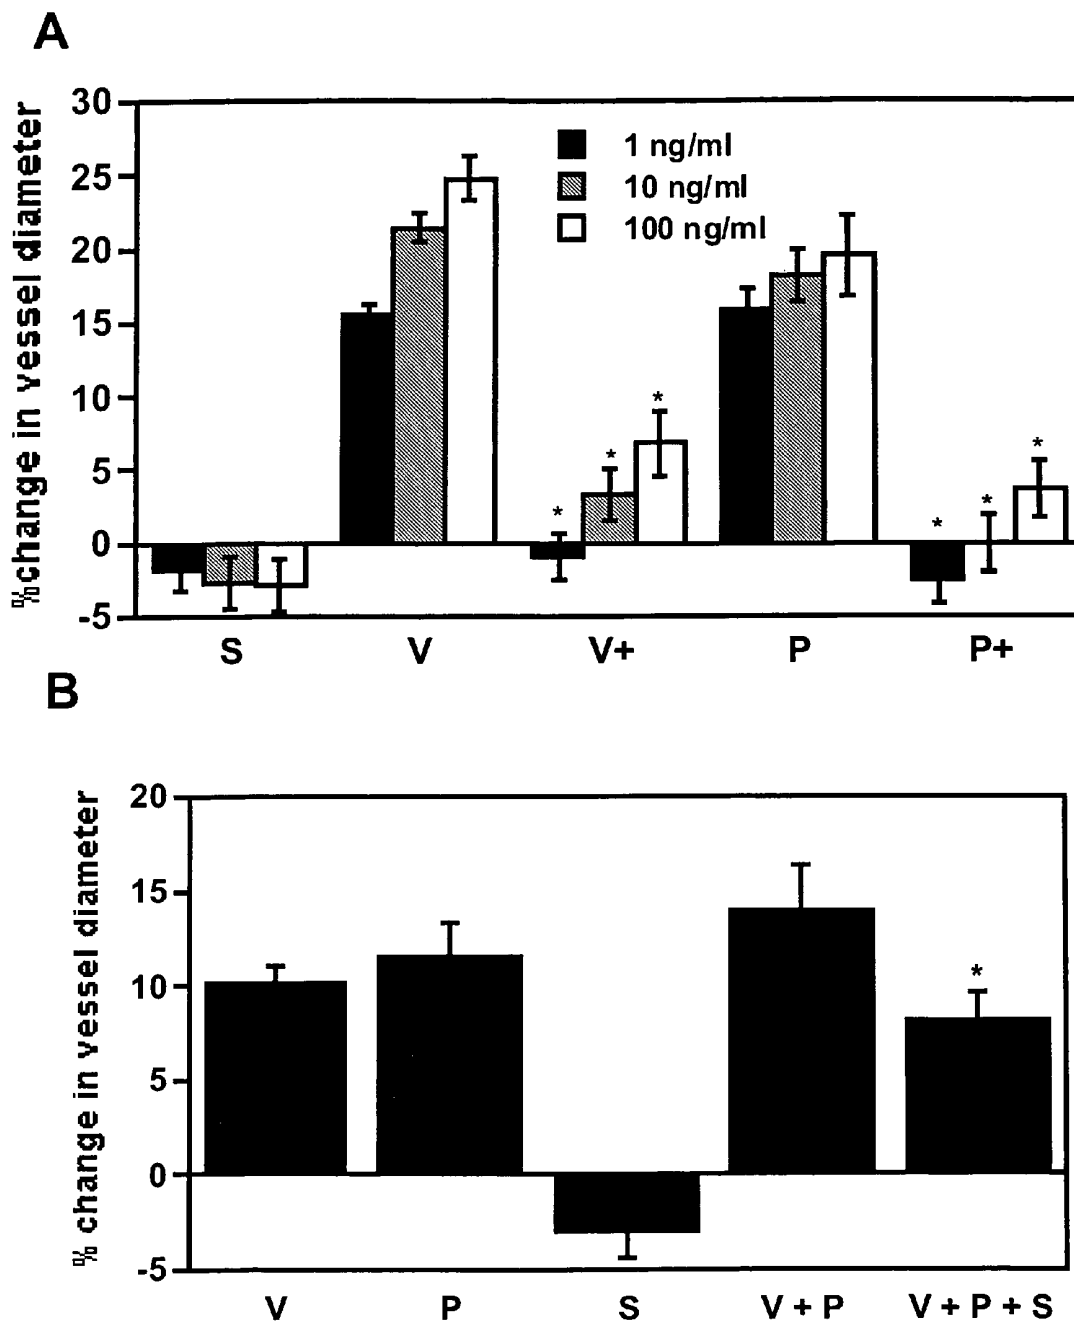 A
%change in vessel diameter
30
25
20
15
10
5
0
-5
1 ng/ml
10 ng/ml
100 ng/ml
*
*
*
*
*
*
S V V+ P P+
B
% change in vessel diameter
20
15
10
5
0
-5
*
V P S V + P V + P + S